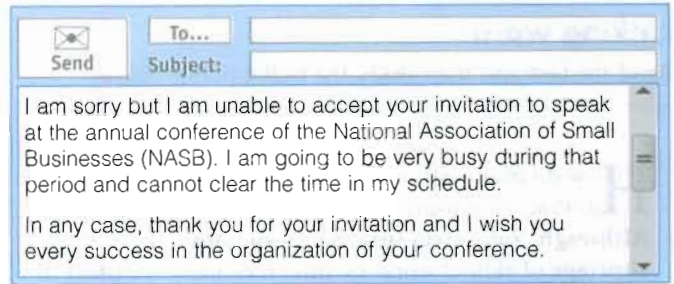 To...
Send
Subject:
I am sorry but I am unable to accept your invitation to speak
at the annual conference of the National Association of Small
Businesses (NASB). I am going to be very busy during that
period and cannot clear the time in my schedule.
In any case, thank you for your invitation and I wish you
every success in the organization of your conference.